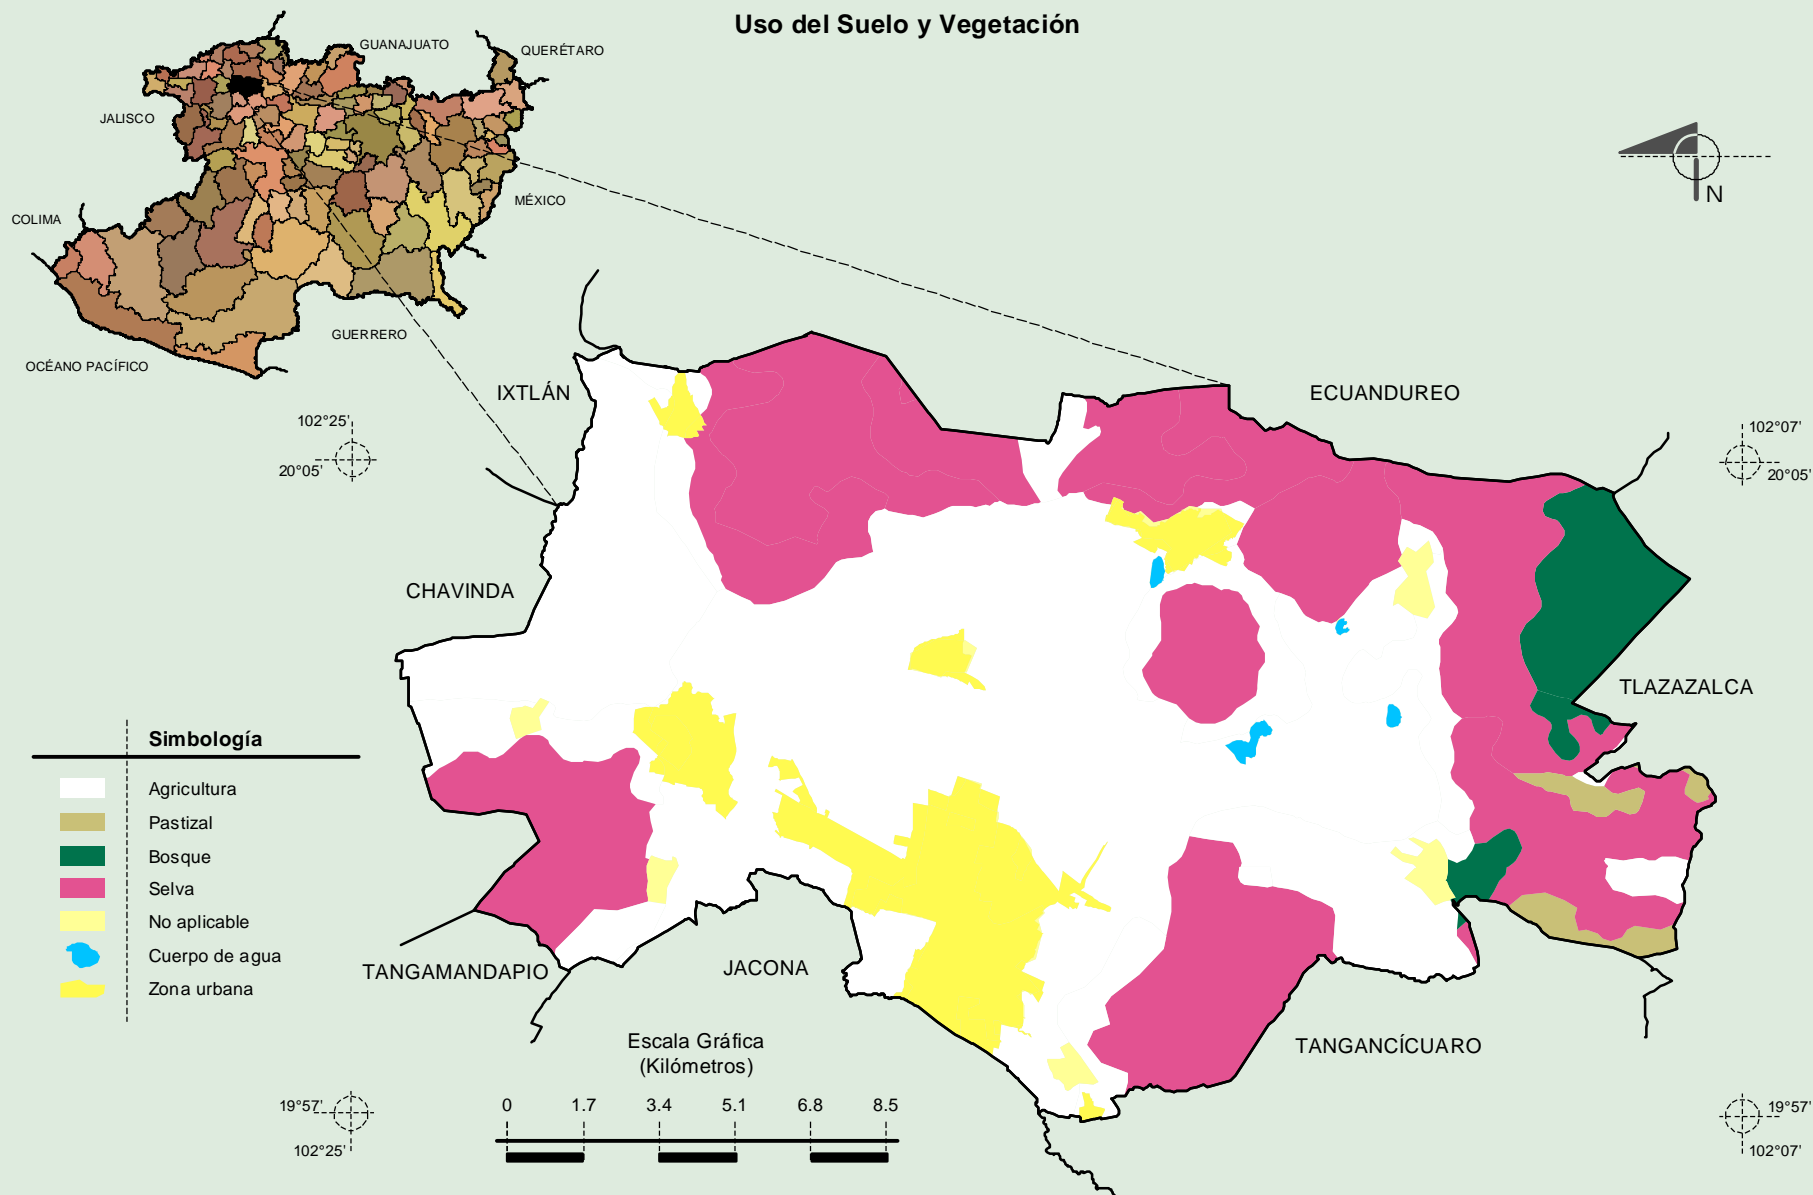 Uso del Suelo y Vegetación
GUANAJUATO
QUERÉTARO
JALISCO
MÉXICO
COLIMA
GUERRERO
OCÉANO PACÍFICO
N
IXTLÁN
ECUANDUREO
102°25'
20°05'
102°07'
20°05'
CHAVINDA
TLAZAZALCA
Simbología
Agricultura
Pastizal
Bosque
Selva
No aplicable
Cuerpo de agua
Zona urbana
TANGAMANDAPIO
JACONA
TANGANCÍCUARO
Escala Gráfica
(Kilómetros)
0 1.7 3.4 5.1 6.8 8.5
19°57'
102°25'
19°57'
102°07'